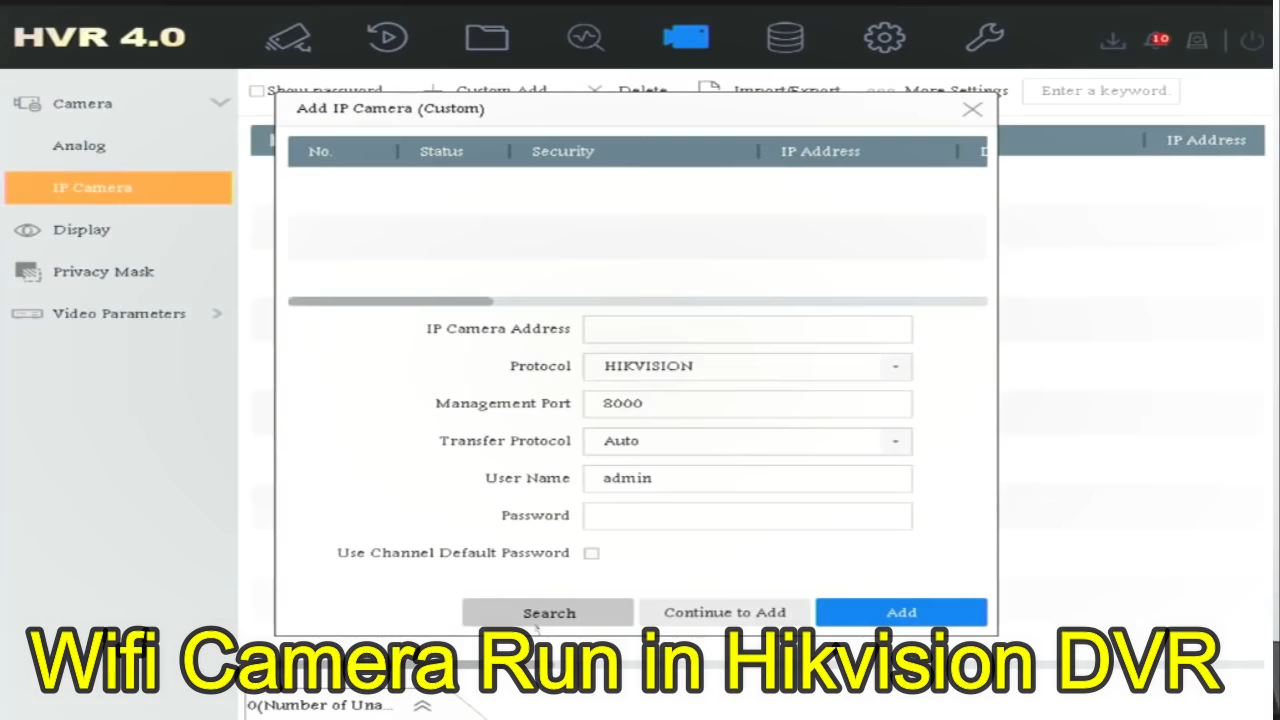 HVR 4.0
10
Camera
Analog
IP Camera
Display
Privacy Mask
Video Parameters
Show password
Custom Add
Delete
Import/Export
More Settings
Enter a keyword.
IP Address
Add IP Camera (Custom)
No.
Status
Security
IP Address
IP Camera Address
Protocol
HIKVISION
Management Port
8000
Transfer Protocol
Auto
User Name
admin
Password
Use Channel Default Password
Search
Continue to Add
Add
Wifi Camera Run in Hikvision DVR
0(Number of Una...